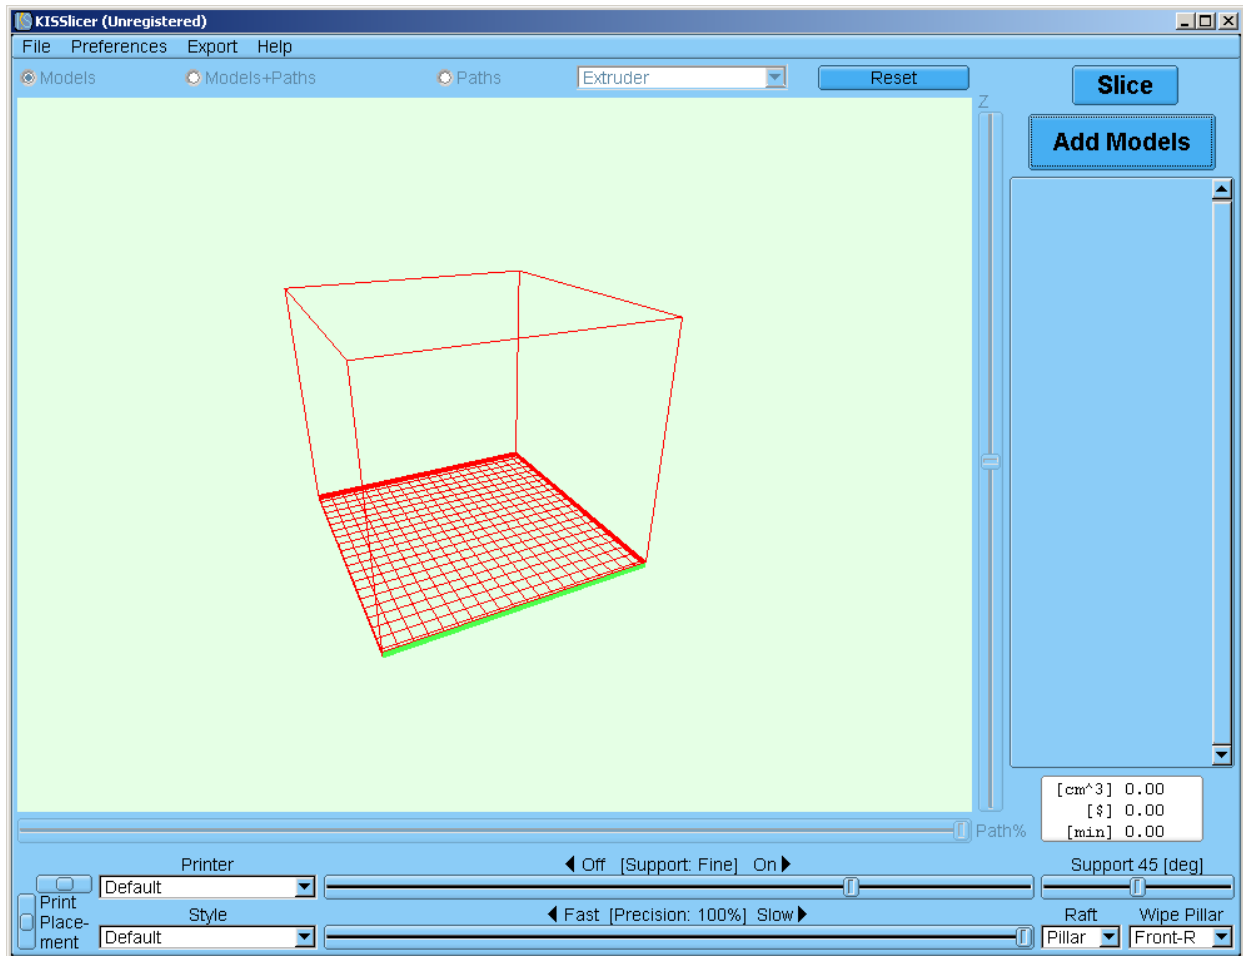 KISSlicer (Unregistered)
File Preferences Export Help
Models Models+Paths Paths Extruder Reset
Slice
Z
Add Models
[cm^3] 0.00
[$] 0.00
[min] 0.00
Path%
Printer Off [Support: Fine] On Support 45 [deg]
Default
Print Place-ment
Style Fast [Precision: 100%] Slow Raft Wipe Pillar
Default Pillar Front-R